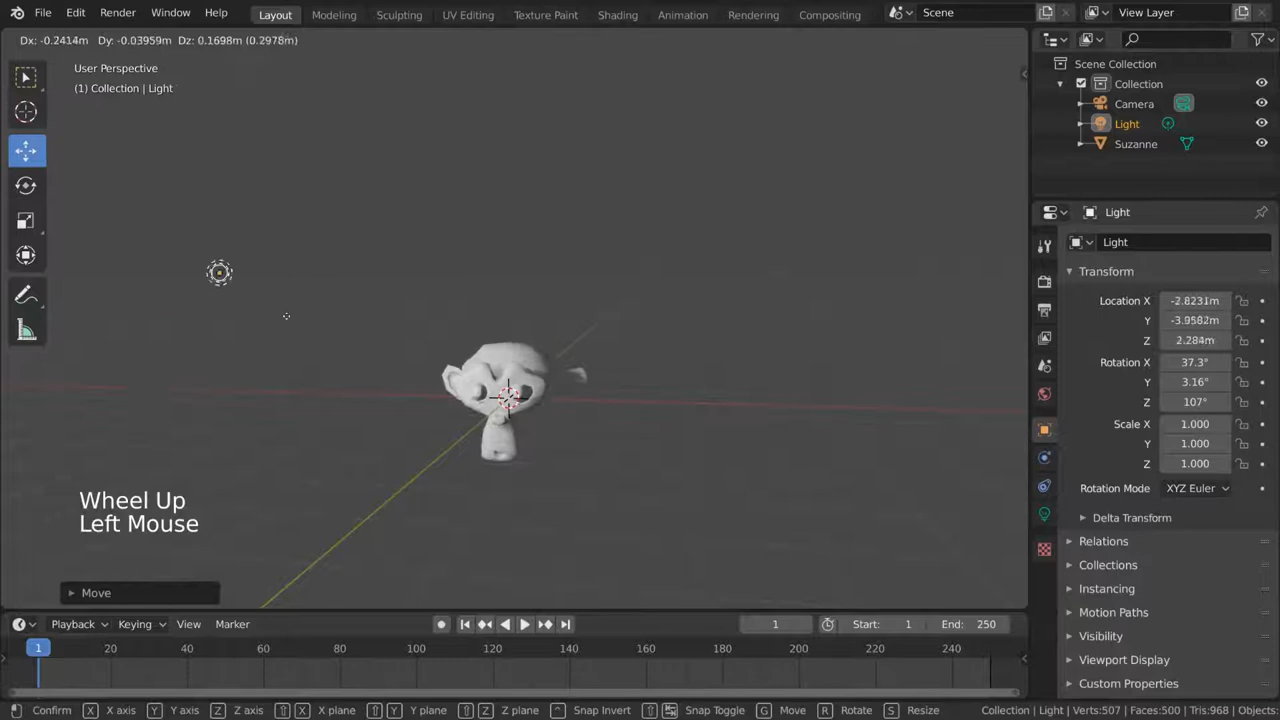 File Edit Render Window Help Layout Modeling Sculpting UV Editing Texture Paint Shading Animation Rendering Compositing Scene View Layer
Dx: -0.2414m Dy: -0.03959m Dz: 0.1698m (0.2978m)
User Perspective
(1) Collection | Light
Wheel Up
Left Mouse
Move
Scene Collection
Collection
Camera
Light
Suzanne
Light
Light
Transform
Location X -2.8231m
Y -3.9582m
Z 2.284m
Rotation X 37.3°
Y 3.16°
Z 107°
Scale X 1.000
Y 1.000
Z 1.000
Rotation Mode XYZ Euler
Delta Transform
Relations
Collections
Instancing
Motion Paths
Visibility
Viewport Display
Custom Properties
Playback Keying View Marker 1 Start: 1 End: 250
1 20 40 60 80 100 120 140 160 180 200 220 240
Confirm X X axis Y Y axis Z Z axis X X plane Y Y plane Z Z plane Snap Invert Snap Toggle G Move R Rotate S Resize Collection | Light | Verts:507 | Faces:500 | Tris:968 | Objects: